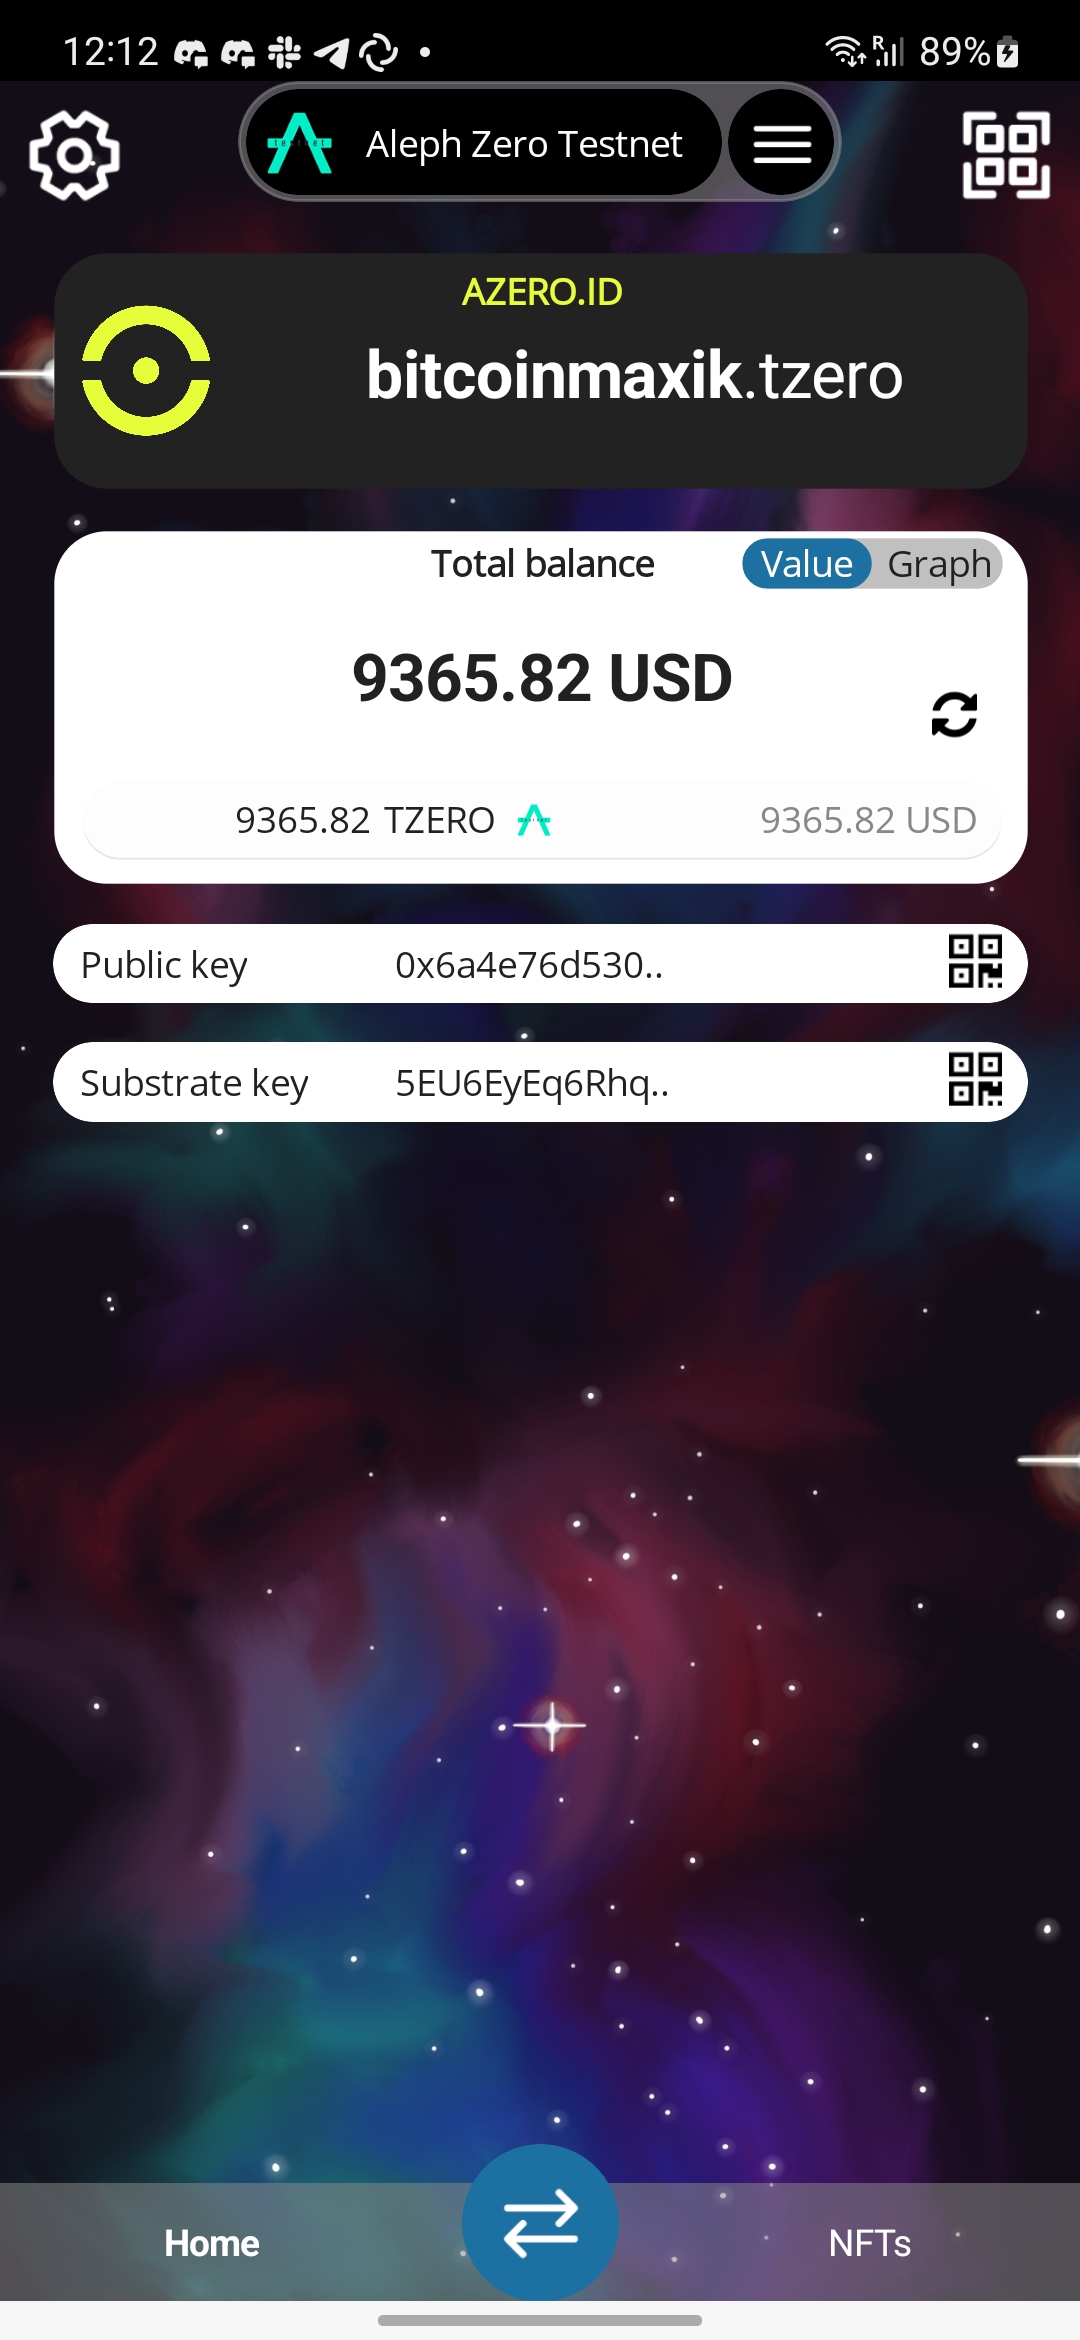 12:12
R
89%
testnet
Aleph Zero Testnet
AZERO.ID
bitcoinmaxik.tzero
Total balance
Value
Graph
9365.82 USD
9365.82 TZERO
9365.82 USD
Public key
0x6a4e76d530..
Substrate key
5EU6EyEq6Rhq..
Home
NFTs